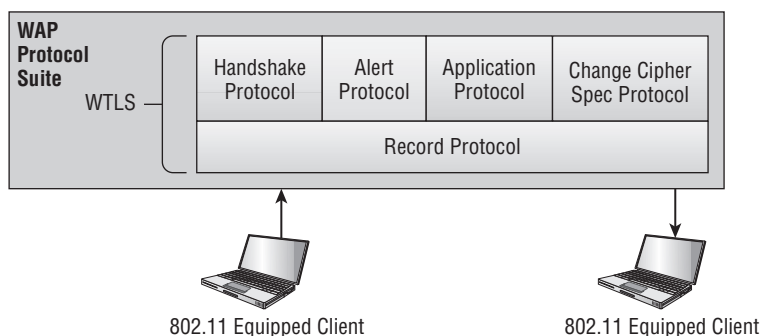 WAP
Protocol
Suite
WTLS
Handshake
Protocol
Alert
Protocol
Application
Protocol
Change Cipher
Spec Protocol
Record Protocol
802.11 Equipped Client
802.11 Equipped Client